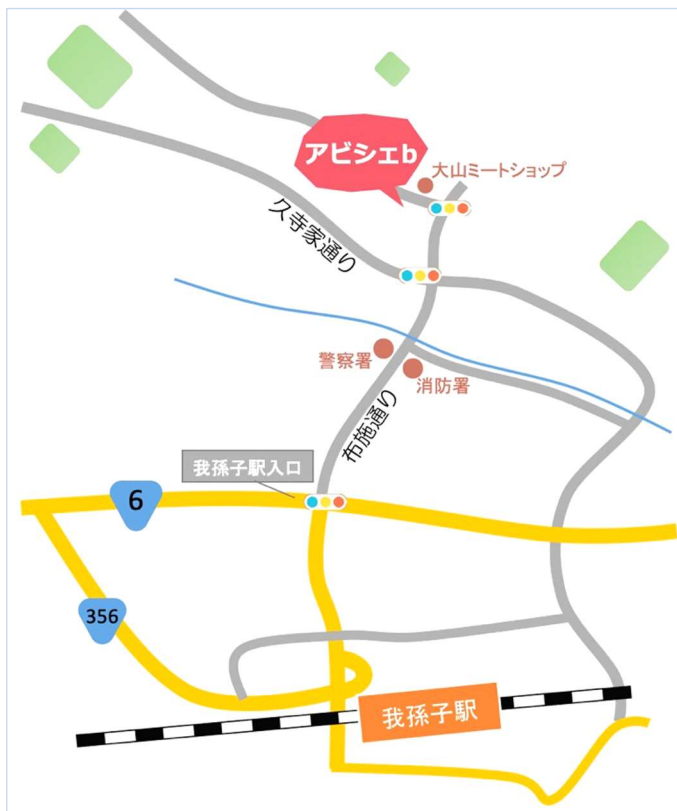 アビシェb
大山ミートショップ
久寺家通り
警察署
消防署
布施通り
我孫子駅入口
6
356
我孫子駅